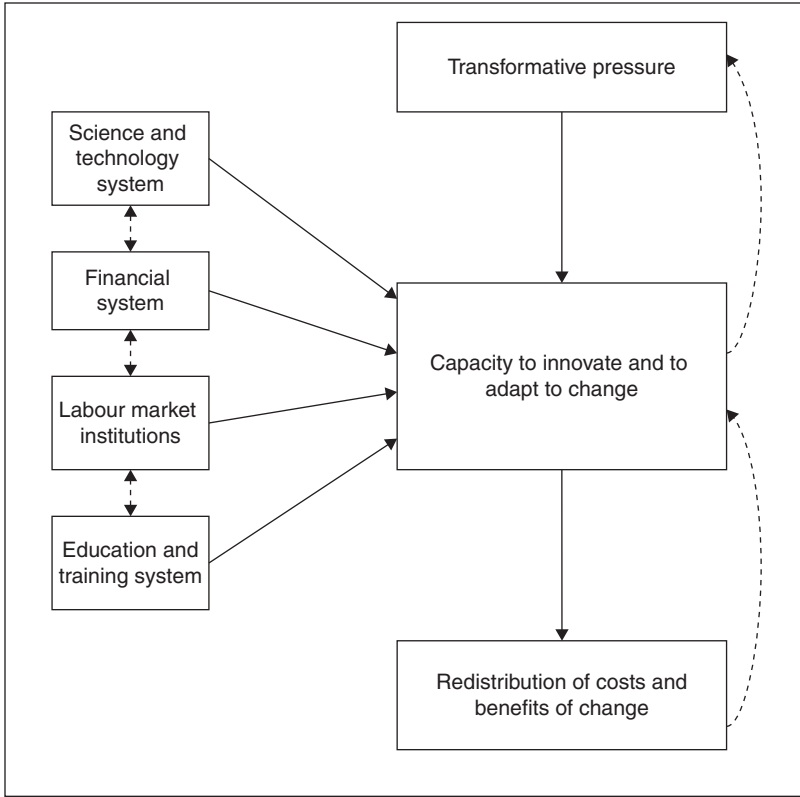 Transformative pressure
Science and
technology
system
Financial
system
Labour market
institutions
Education and
training system
Capacity to innovate and to
adapt to change
Redistribution of costs and
benefits of change